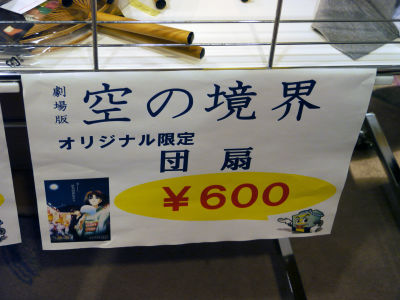 劇場版
空の境界
オリジナル限定
団扇
￥600